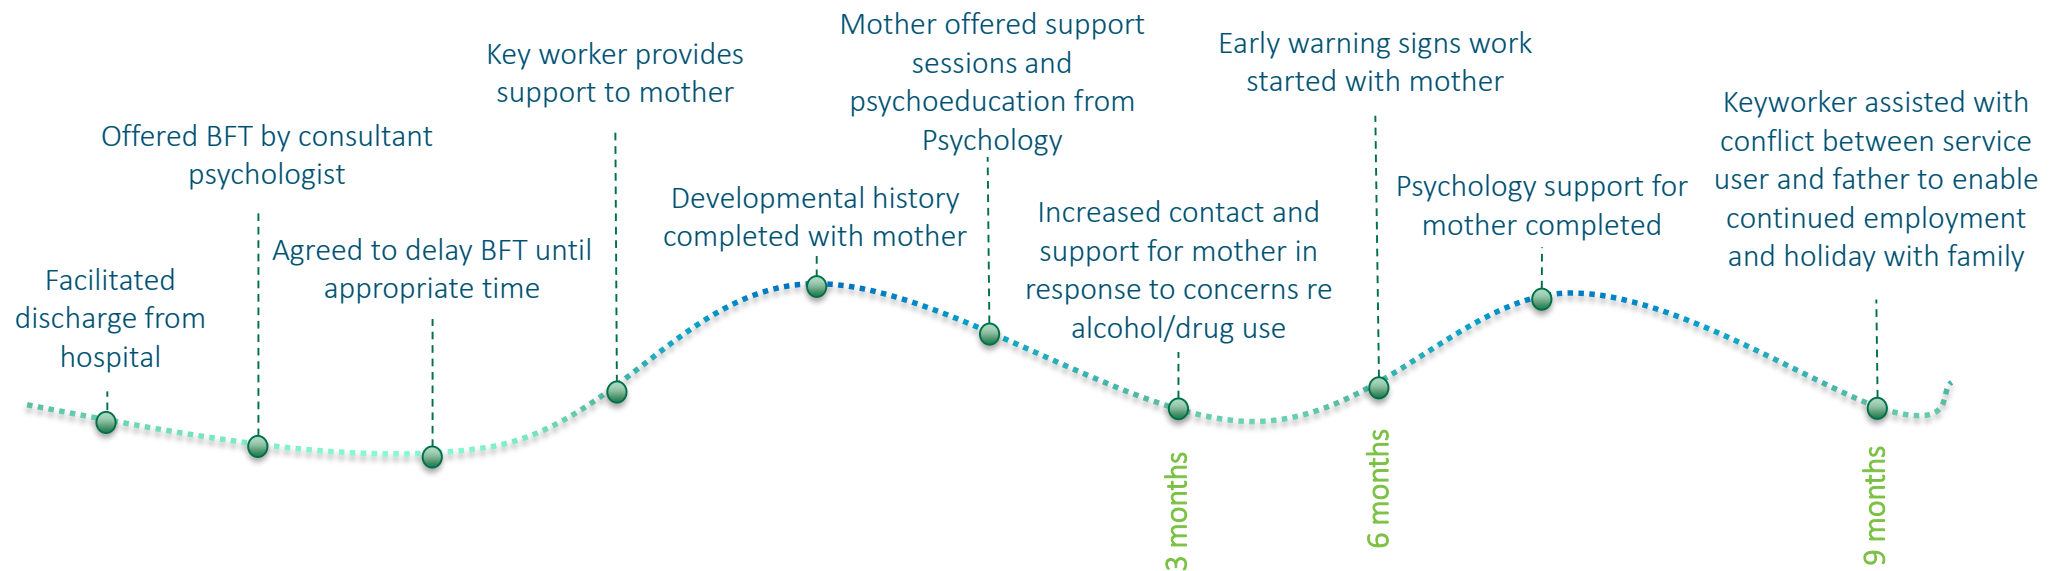 Facilitated
discharge from
hospital
Offered BFT by consultant
psychologist
Agreed to delay BFT until
appropriate time
Key worker provides
support to mother
Developmental history
completed with mother
Mother offered support
sessions and
psychoeducation from
Psychology
Increased contact and
support for mother in
response to concerns re
alcohol/drug use
3 months
Early warning signs work
started with mother
6 months
Psychology support for
mother completed
Keyworker assisted with
conflict between service
user and father to enable
continued employment
and holiday with family
9 months